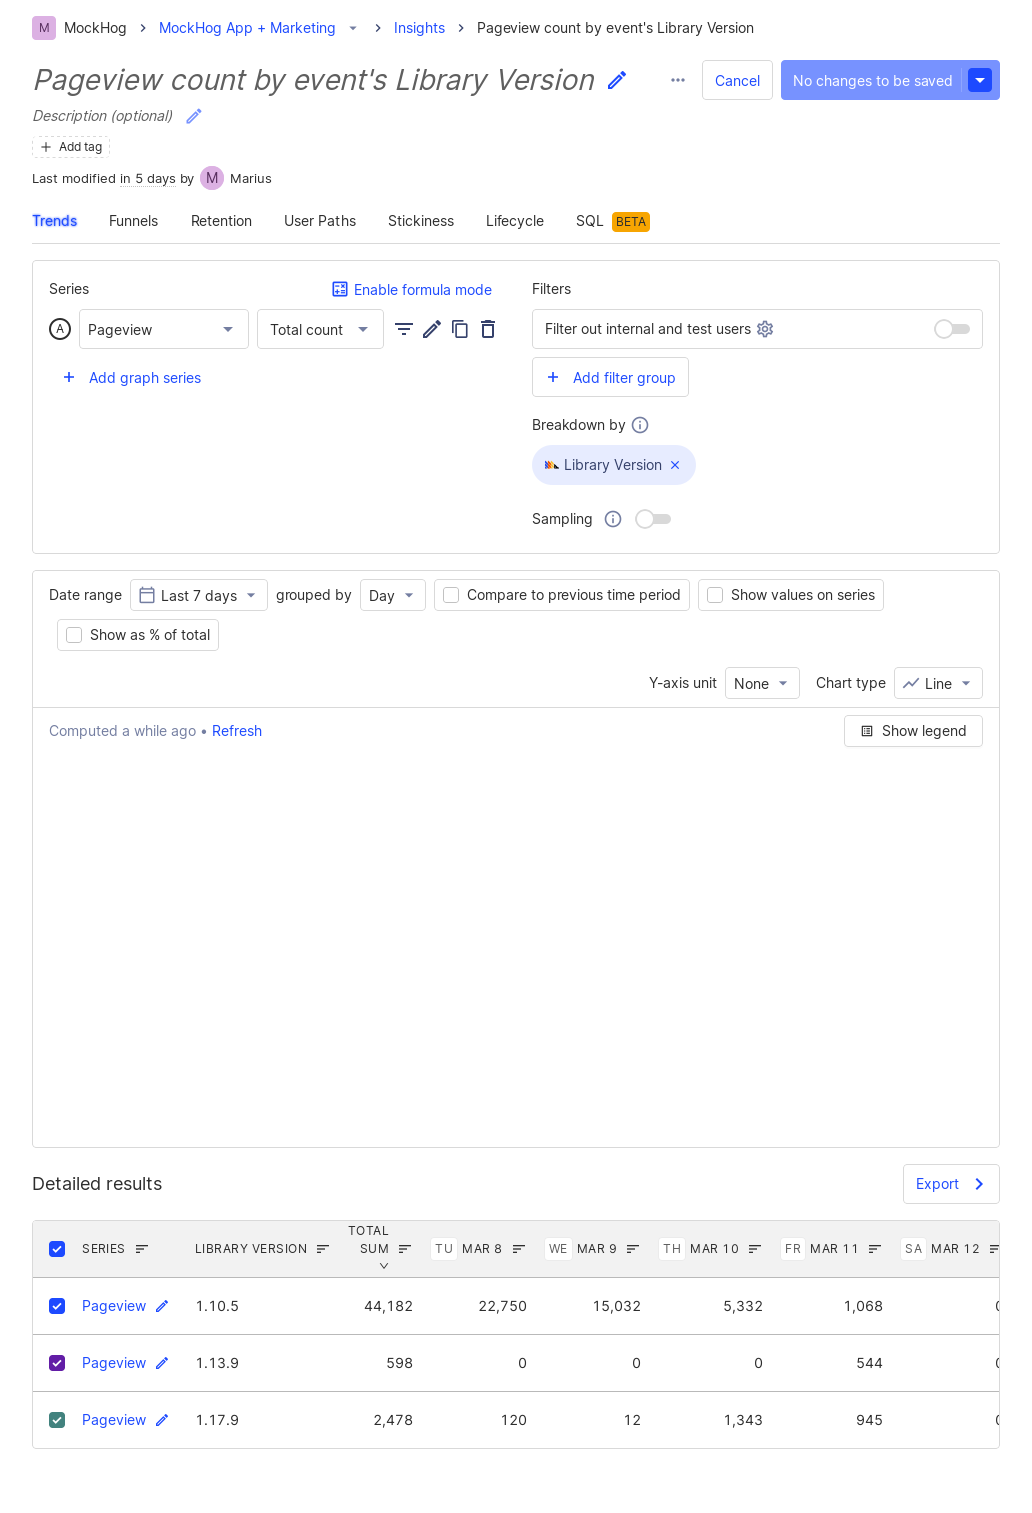 M MockHog > MockHog App + Marketing > Insights > Pageview count by event's Library Version
Pageview count by event's Library Version
Cancel
No changes to be saved
Description (optional)
Add tag
Last modified in 5 days by M Marius
Trends Funnels Retention User Paths Stickiness Lifecycle SQL BETA
Series
Enable formula mode
Filters
A Pageview Total count
Filter out internal and test users
+ Add graph series
+ Add filter group
Breakdown by
Library Version
Sampling
Date range Last 7 days grouped by Day Compare to previous time period Show values on series
Show as % of total
Y-axis unit None Chart type Line
Computed a while ago • Refresh
Show legend
Detailed results
Export
SERIES LIBRARY VERSION TOTAL SUM TU MAR 8 WE MAR 9 TH MAR 10 FR MAR 11 SA MAR 12
Pageview 1.10.5 44,182 22,750 15,032 5,332 1,068
Pageview 1.13.9 598 0 0 0 544
Pageview 1.17.9 2,478 120 12 1,343 945